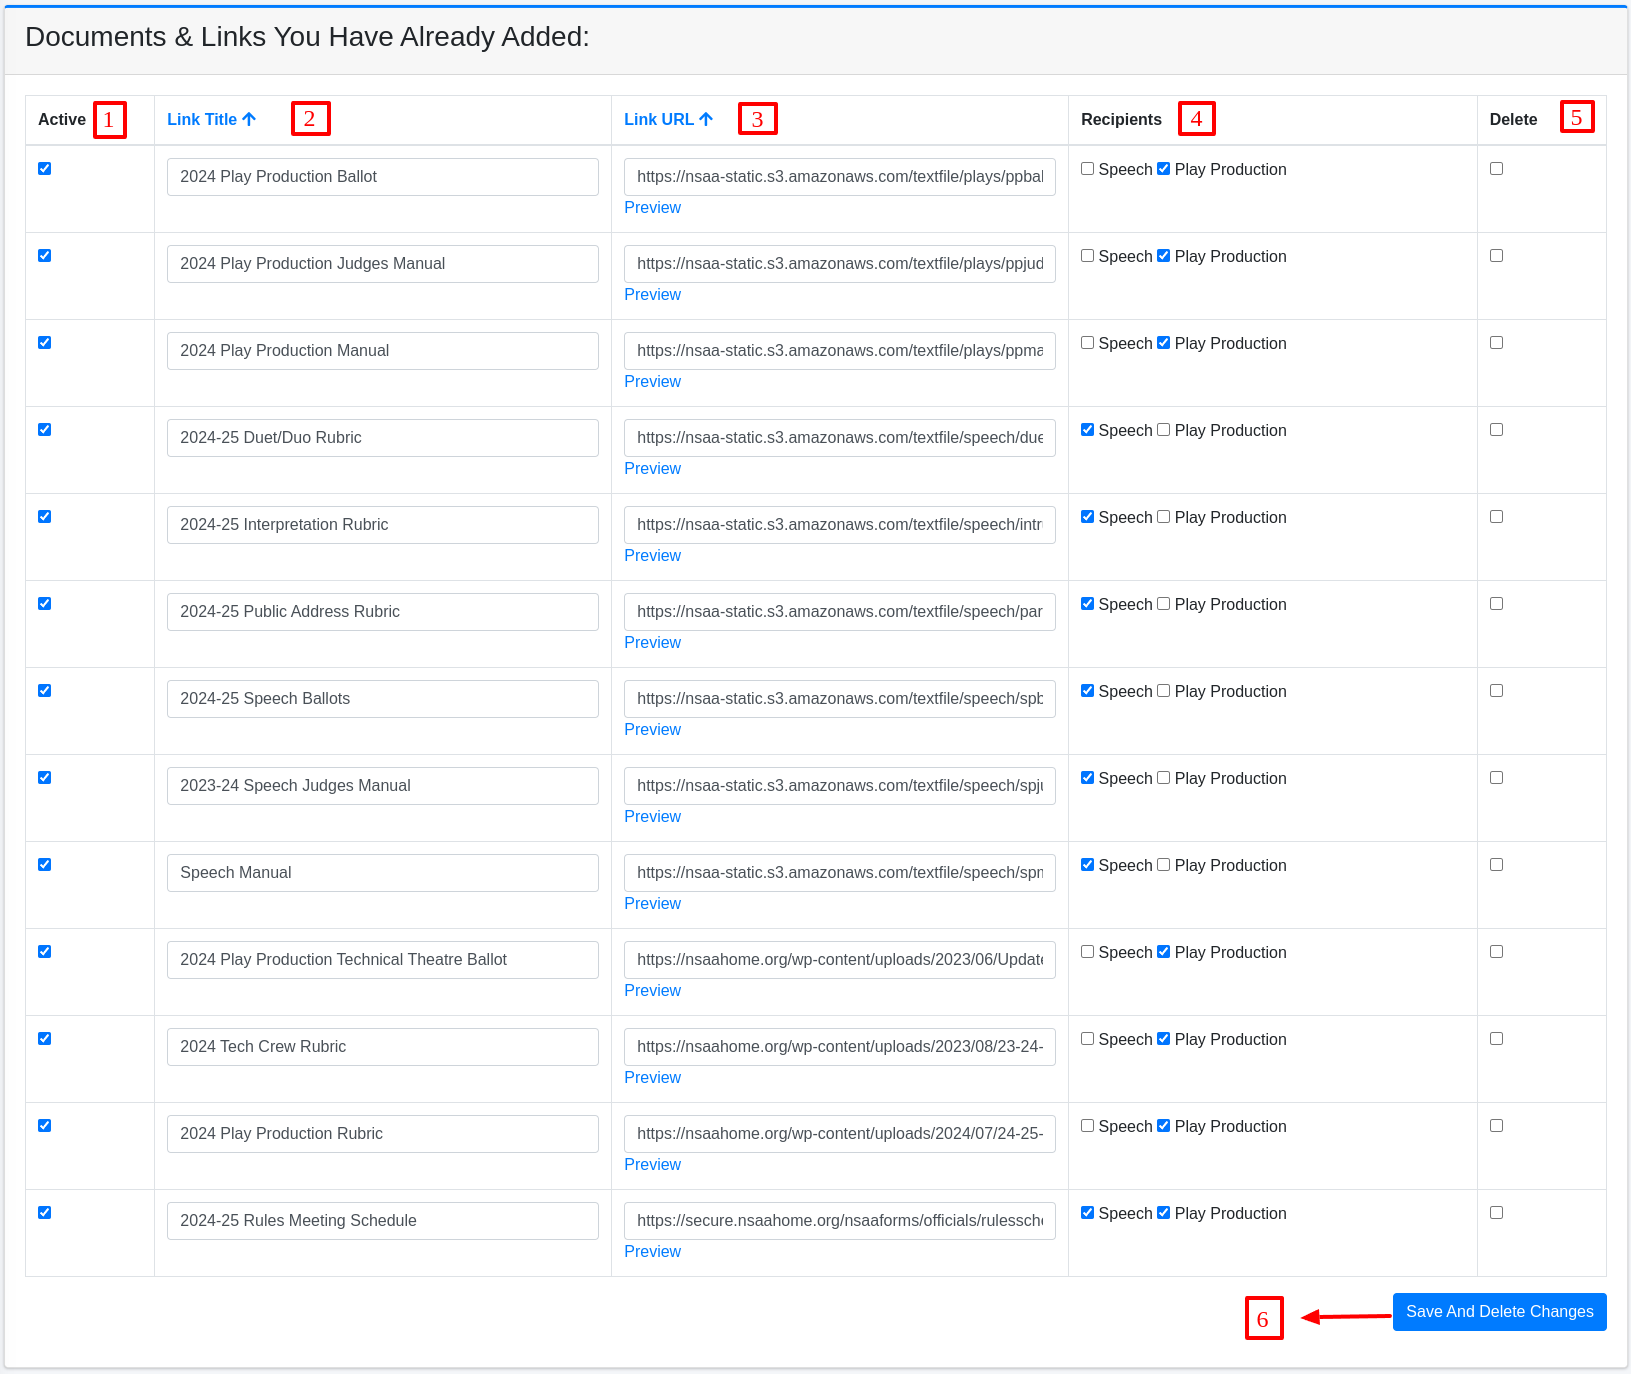 Documents & Links You Have Already Added:
Active 1 Link Title 2 Link URL 3 Recipients 4 Delete 5
2024 Play Production Ballot https://nsaa-static.s3.amazonaws.com/textfile/plays/ppbal Speech Play Production
Preview
2024 Play Production Judges Manual https://nsaa-static.s3.amazonaws.com/textfile/plays/ppjud Speech Play Production
Preview
2024 Play Production Manual https://nsaa-static.s3.amazonaws.com/textfile/plays/ppma Speech Play Production
Preview
2024-25 Duet/Duo Rubric https://nsaa-static.s3.amazonaws.com/textfile/speech/due Speech Play Production
Preview
2024-25 Interpretation Rubric https://nsaa-static.s3.amazonaws.com/textfile/speech/intr Speech Play Production
Preview
2024-25 Public Address Rubric https://nsaa-static.s3.amazonaws.com/textfile/speech/par Speech Play Production
Preview
2024-25 Speech Ballots https://nsaa-static.s3.amazonaws.com/textfile/speech/spb Speech Play Production
Preview
2023-24 Speech Judges Manual https://nsaa-static.s3.amazonaws.com/textfile/speech/spju Speech Play Production
Preview
Speech Manual https://nsaa-static.s3.amazonaws.com/textfile/speech/spm Speech Play Production
Preview
2024 Play Production Technical Theatre Ballot https://nsaahome.org/wp-content/uploads/2023/06/Update Speech Play Production
Preview
2024 Tech Crew Rubric https://nsaahome.org/wp-content/uploads/2023/08/23-24- Speech Play Production
Preview
2024 Play Production Rubric https://nsaahome.org/wp-content/uploads/2024/07/24-25- Speech Play Production
Preview
2024-25 Rules Meeting Schedule https://secure.nsaahome.org/nsaaforms/officials/rulessche Speech Play Production
Preview
6 Save And Delete Changes